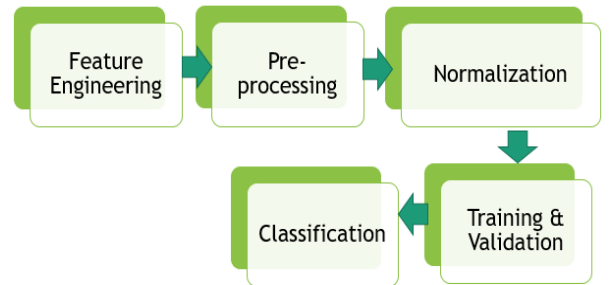 Feature
Engineering
Pre-
processing
Normalization
Training &
Validation
Classification